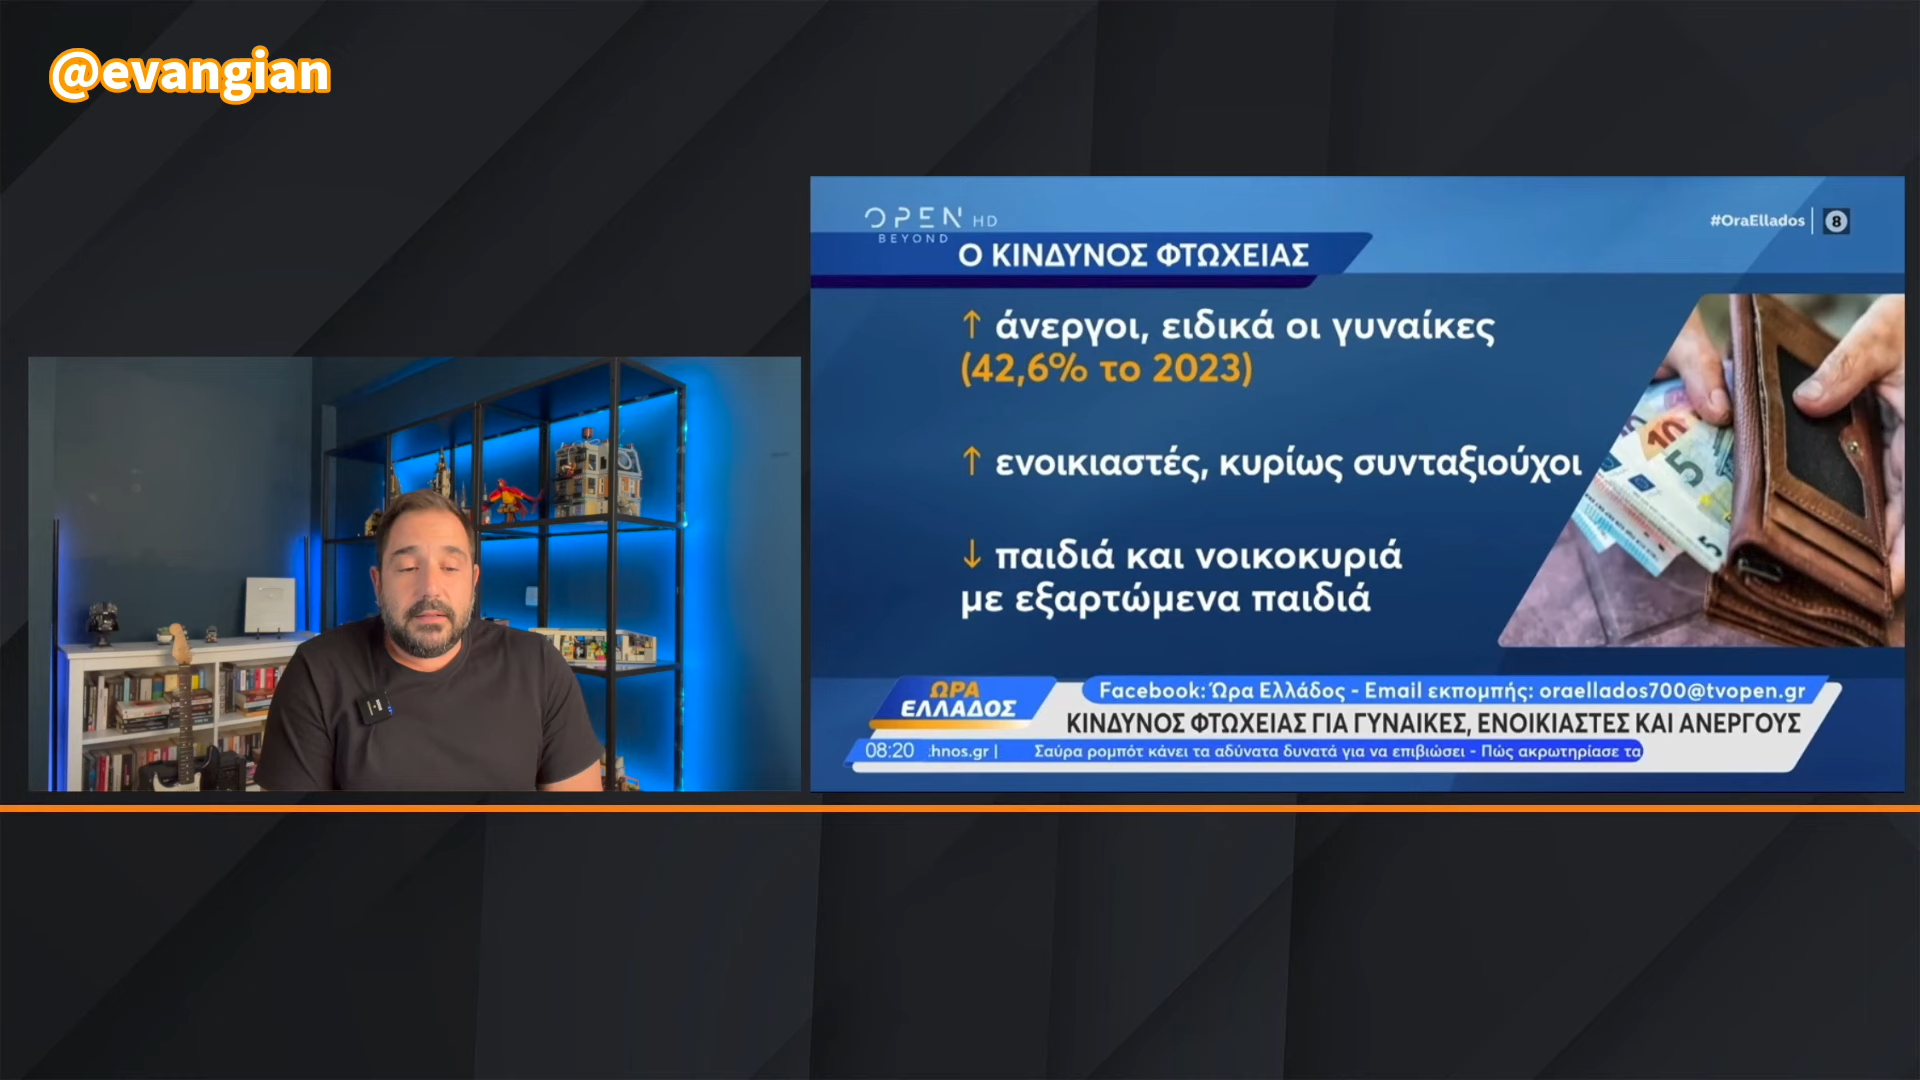 @evangian
OPEN HD
BEYOND
#OraEllados
8
Ο ΚΙΝΔΥΝΟΣ ΦΤΩΧΕΙΑΣ
↑ άνεργοι, ειδικά οι γυναίκες
(42,6% το 2023)
↑ ενοικιαστές, κυρίως συνταξιούχοι
↓ παιδιά και νοικοκυριά
με εξαρτώμενα παιδιά
10
5
5
ΩΡΑ
ΕΛΛΑΔΟΣ
Facebook: Ώρα Ελλάδος - Email εκπομπής: oraellados700@tvopen.gr
ΚΙΝΔΥΝΟΣ ΦΤΩΧΕΙΑΣ ΓΙΑ ΓΥΝΑΙΚΕΣ, ΕΝΟΙΚΙΑΣΤΕΣ ΚΑΙ ΑΝΕΡΓΟΥΣ
08:20 :hnos.gr | Σαύρα ρομπότ κάνει τα αδύνατα δυνατά για να επιβιώσει - Πώς ακρωτηρίασε τα